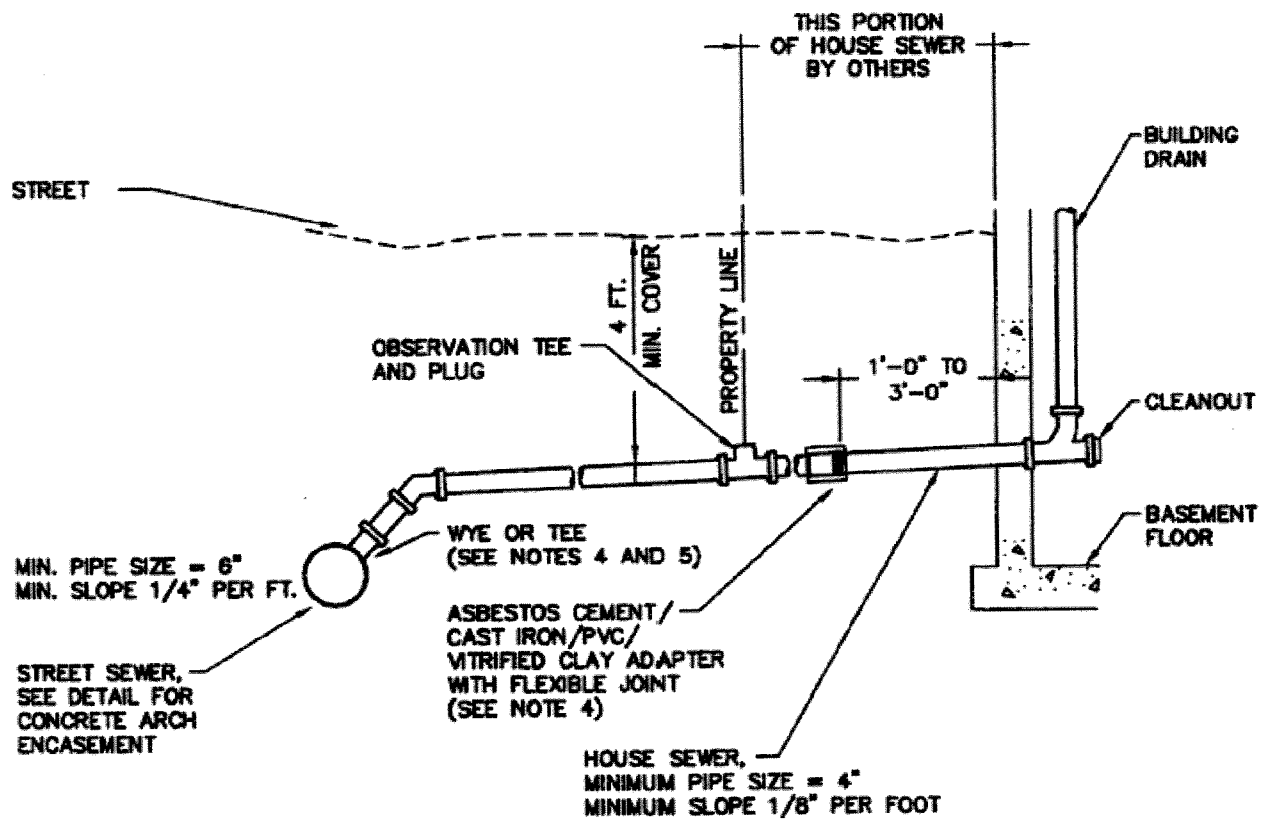 THIS PORTION
OF HOUSE SEWER
BY OTHERS
BUILDING
DRAIN
STREET
4 FT.
MIN. COVER
PROPERTY LINE
OBSERVATION TEE
AND PLUG
1'-0" TO
3'-0"
CLEANOUT
WYE OR TEE
(SEE NOTES 4 AND 5)
BASEMENT
FLOOR
MIN. PIPE SIZE = 6"
MIN. SLOPE 1/4" PER FT.
ASBESTOS CEMENT/
CAST IRON/PVC/
VITRIFIED CLAY ADAPTER
WITH FLEXIBLE JOINT
(SEE NOTE 4)
STREET SEWER,
SEE DETAIL FOR
CONCRETE ARCH
ENCASEMENT
HOUSE SEWER,
MINIMUM PIPE SIZE = 4"
MINIMUM SLOPE 1/8" PER FOOT